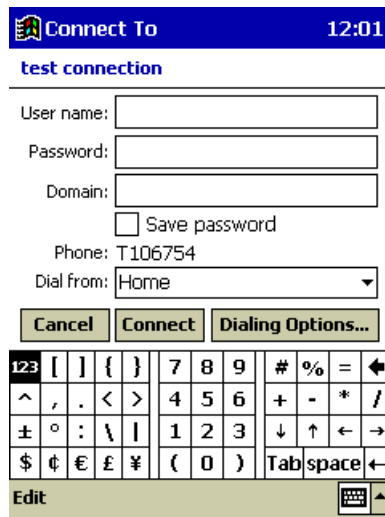 Connect To 12:01
test connection
User name:
Password:
Domain:
Save password
Phone: T106754
Dial from: Home
Cancel Connect Dialing Options...
123 [ ] { } 7 8 9 # % = 🡄
^ , . < > 4 5 6 + - * /
± ° : \ | 1 2 3 ↓ ↑ ← →
$ ¢ € £ ¥ ( 0 ) Tab space ←
Edit